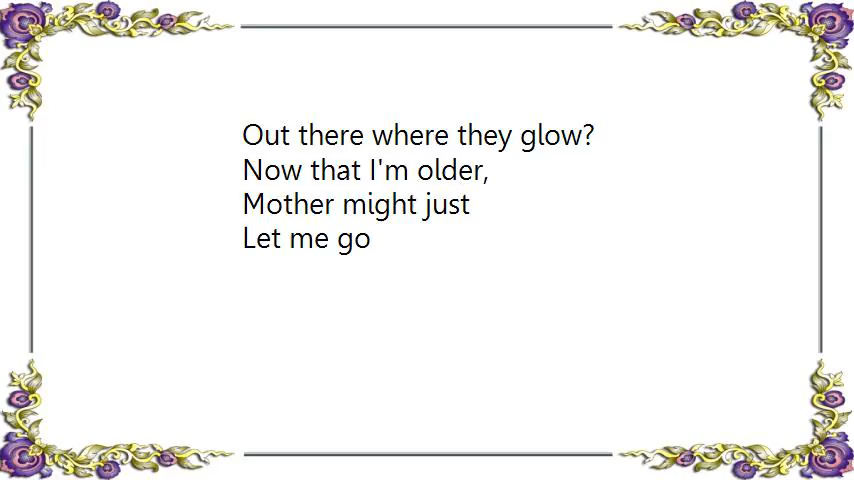 Out there where they glow?
Now that I'm older,
Mother might just
Let me go